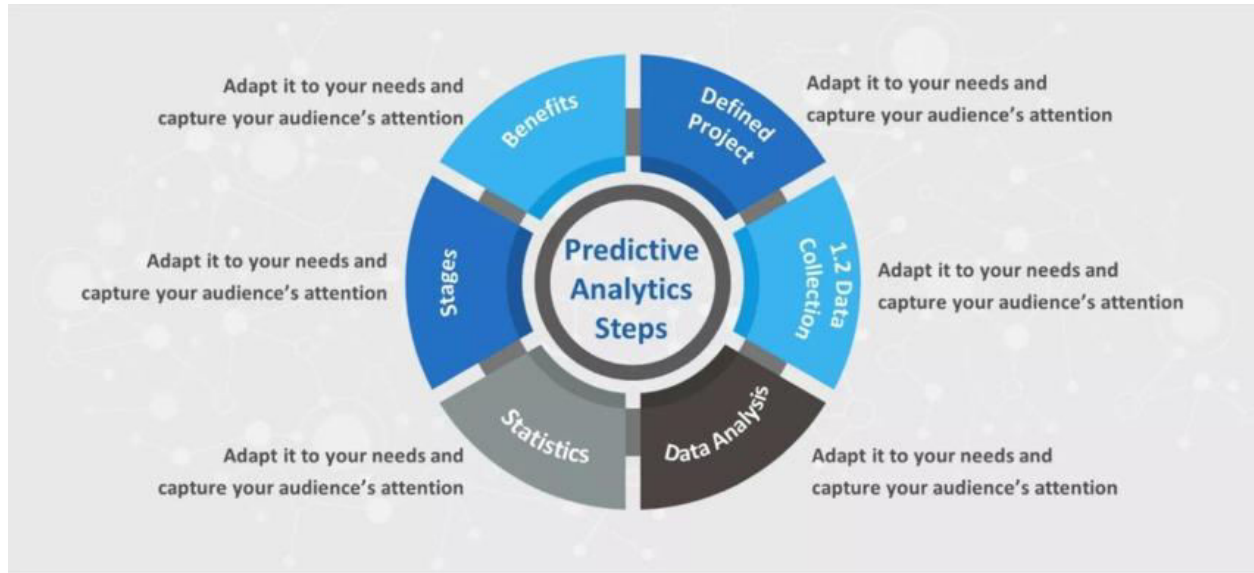 Predictive
Analytics
Steps
Defined
Project
Adapt it to your needs and
capture your audience's attention
1.2 Data
Collection
Adapt it to your needs and
capture your audience's attention
Data Analysis
Adapt it to your needs and
capture your audience's attention
Statistics
Adapt it to your needs and
capture your audience's attention
Stages
Adapt it to your needs and
capture your audience's attention
Benefits
Adapt it to your needs and
capture your audience's attention